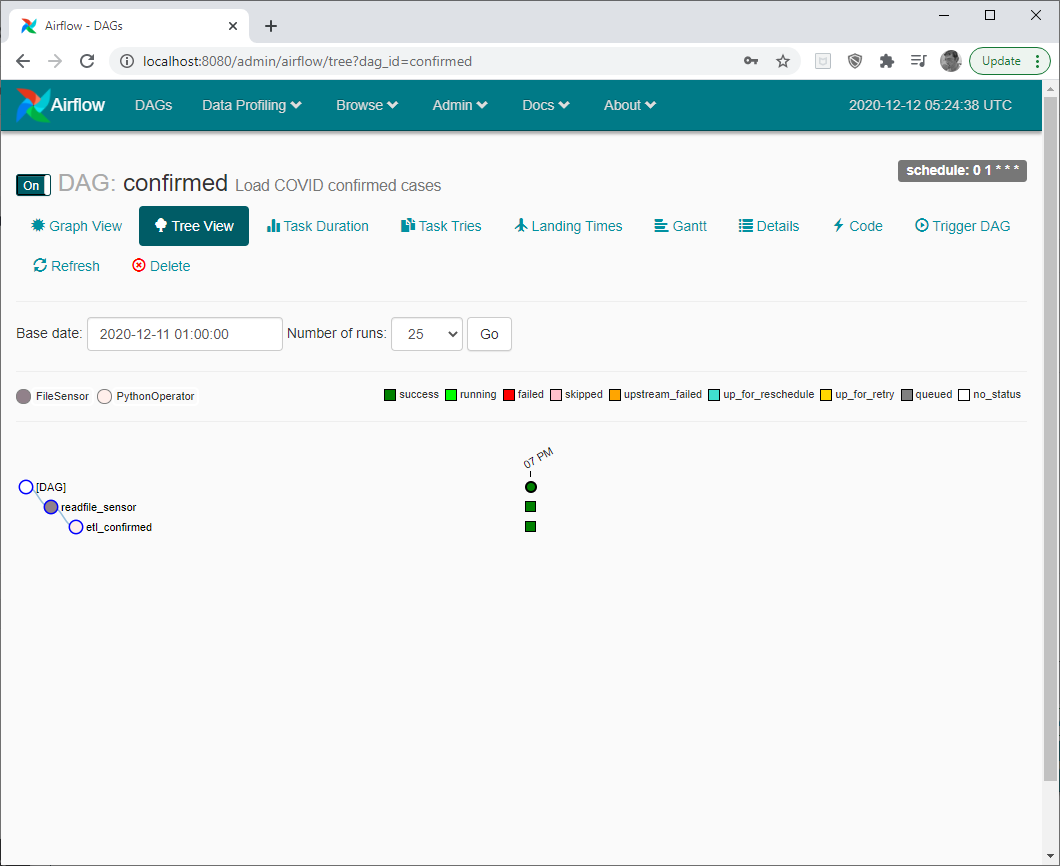 Airflow - DAGs
localhost:8080/admin/airflow/tree?dag_id=confirmed
Update
Airflow DAGs Data Profiling Browse Admin Docs About 2020-12-12 05:24:38 UTC
schedule: 0 1 * * *
On DAG: confirmed Load COVID confirmed cases
Graph View Tree View Task Duration Task Tries Landing Times Gantt Details Code Trigger DAG
Refresh Delete
Base date: 2020-12-11 01:00:00 Number of runs: 25 Go
FileSensor PythonOperator success running failed skipped upstream_failed up_for_reschedule up_for_retry queued no_status
07 PM
[DAG]
readfile_sensor
etl_confirmed